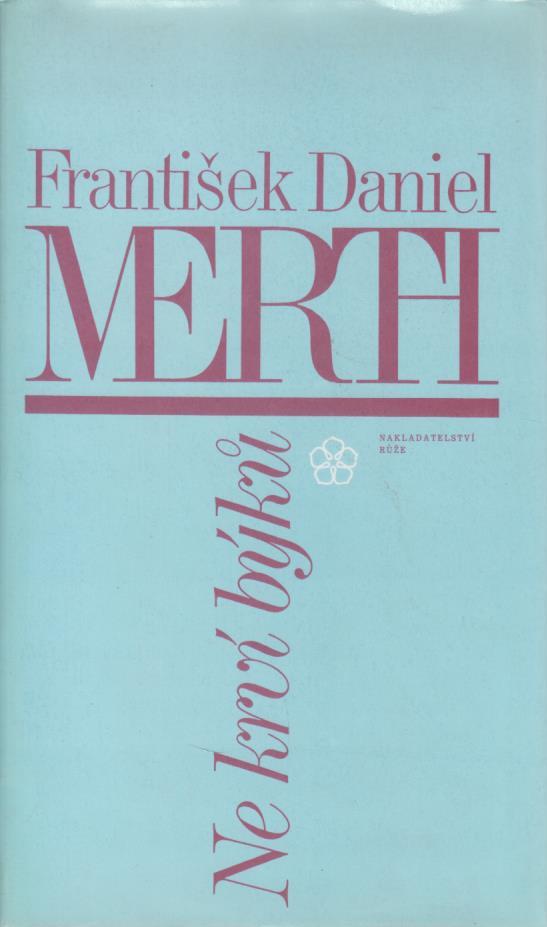 František Daniel
MERTH
NAKLADATELSTVÍ
RŮŽE
Ne krví býků